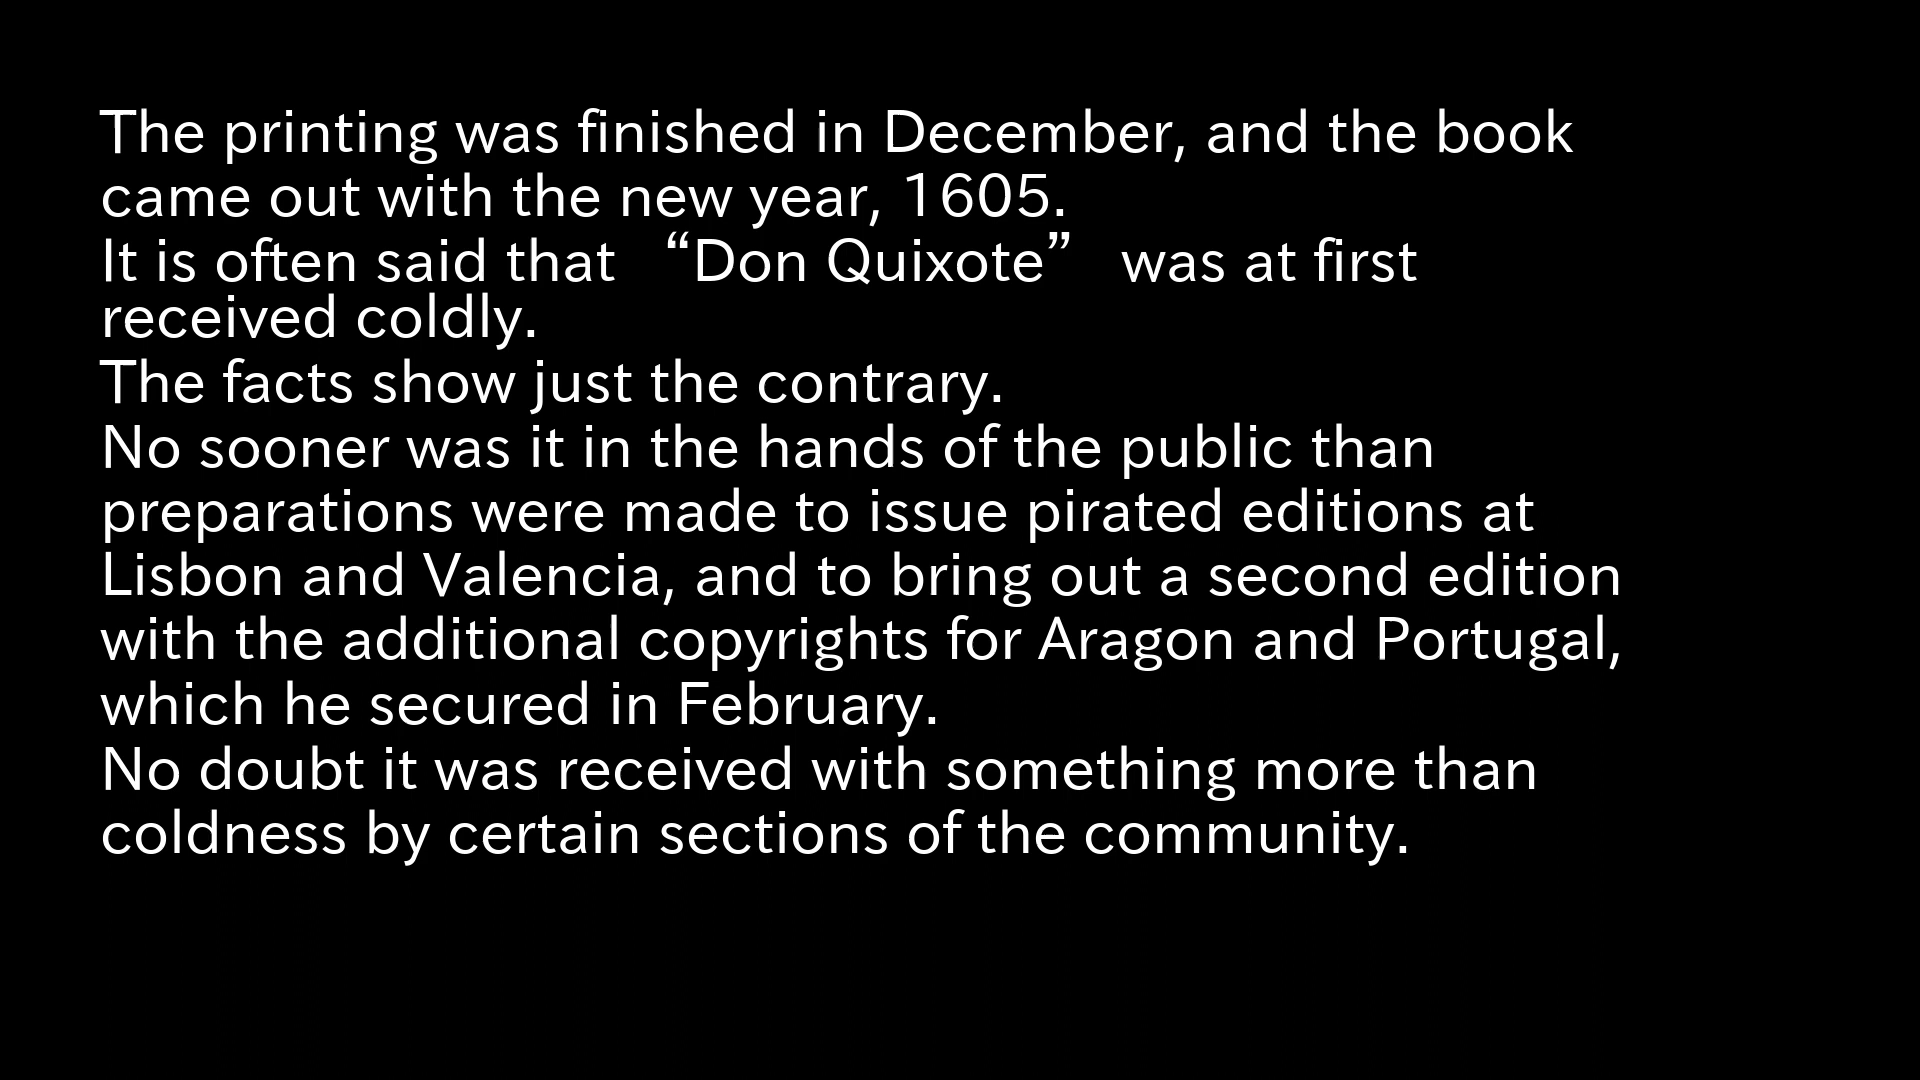 The printing was finished in December, and the book
came out with the new year, 1605.
It is often said that “Don Quixote” was at first
received coldly.
The facts show just the contrary.
No sooner was it in the hands of the public than
preparations were made to issue pirated editions at
Lisbon and Valencia, and to bring out a second edition
with the additional copyrights for Aragon and Portugal,
which he secured in February.
No doubt it was received with something more than
coldness by certain sections of the community.